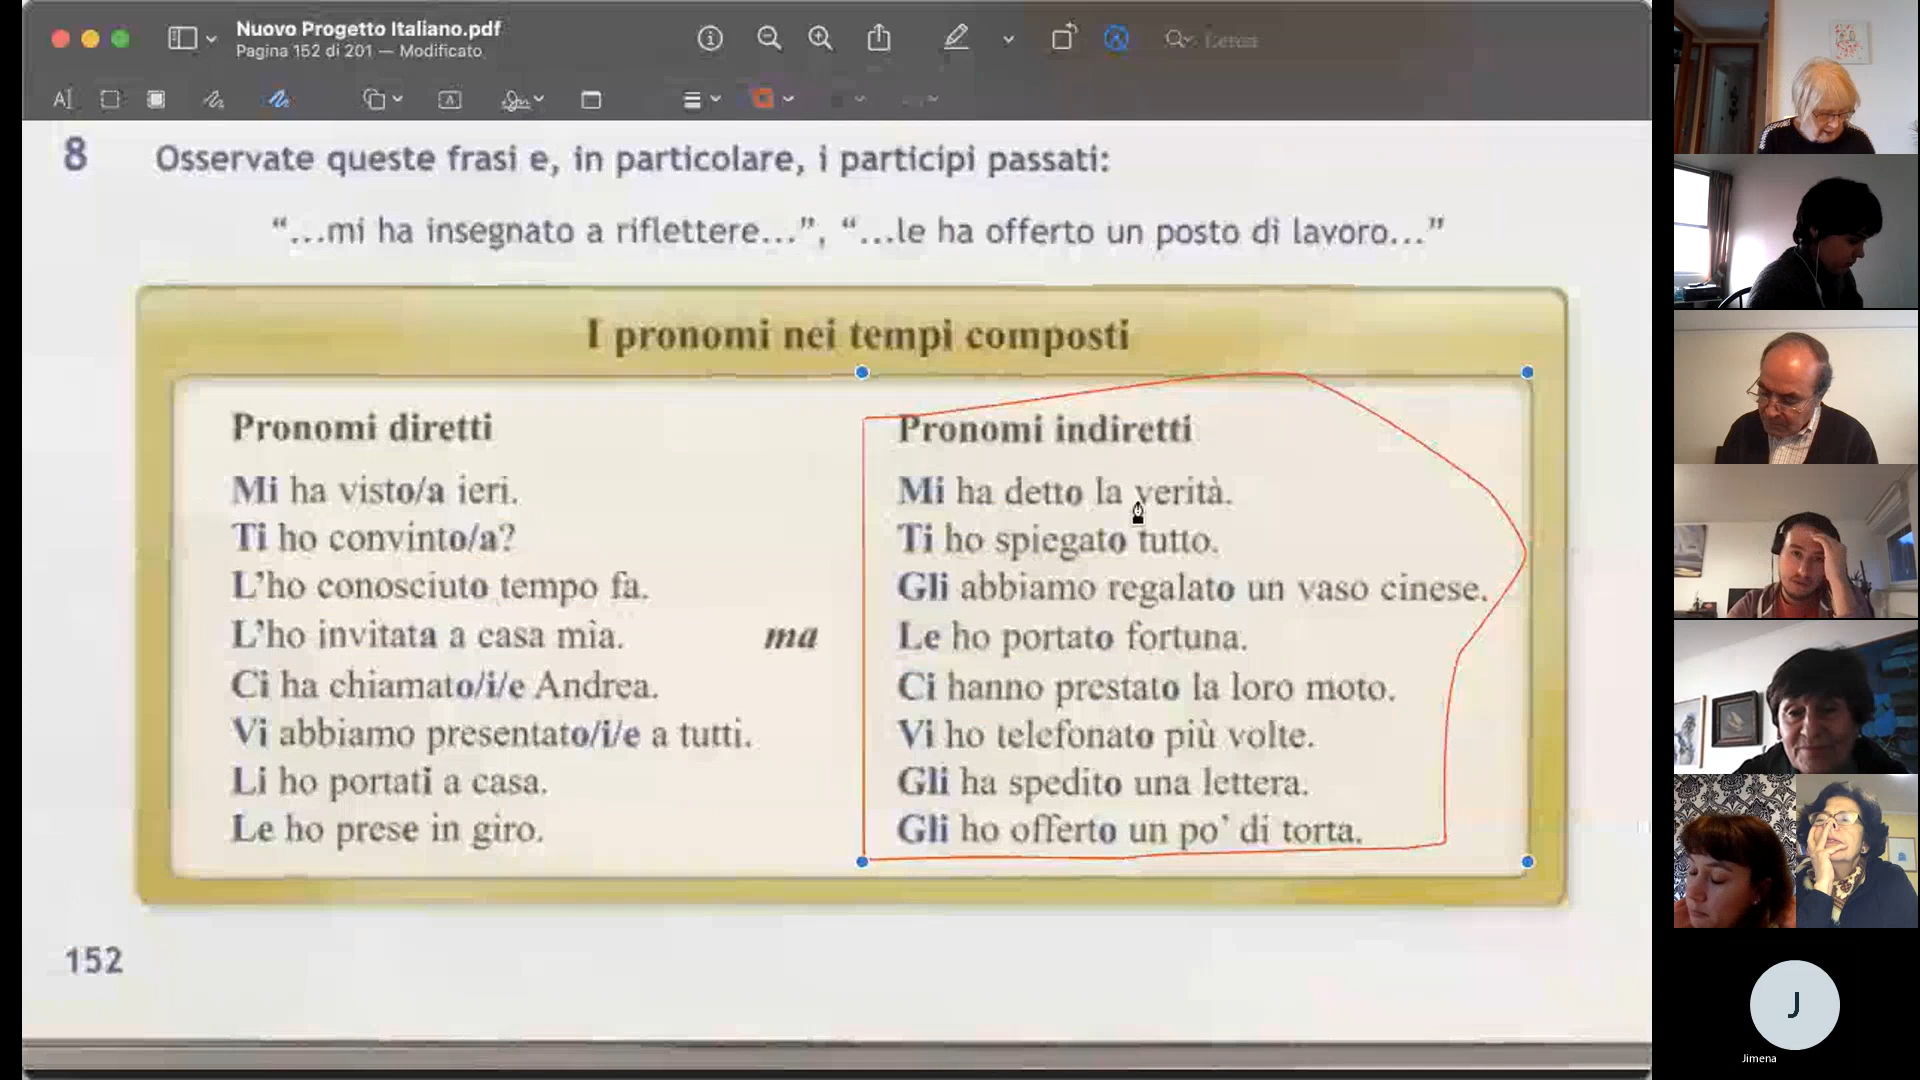 Nuovo Progetto Italiano.pdf
Pagina 152 di 201 — Modificato
Cerca
8 Osservate queste frasi e, in particolare, i participi passati:
“...mi ha insegnato a riflettere...”, “...le ha offerto un posto di lavoro...”
I pronomi nei tempi composti
Pronomi diretti
Mi ha visto/a ieri.
Ti ho convinto/a?
L’ho conosciuto tempo fa.
L’ho invitata a casa mia.
Ci ha chiamato/i/e Andrea.
Vi abbiamo presentato/i/e a tutti.
Li ho portati a casa.
Le ho prese in giro.
ma
Pronomi indiretti
Mi ha detto la verità.
Ti ho spiegato tutto.
Gli abbiamo regalato un vaso cinese.
Le ho portato fortuna.
Ci hanno prestato la loro moto.
Vi ho telefonato più volte.
Gli ha spedito una lettera.
Gli ho offerto un po’ di torta.
152
J
Jimena